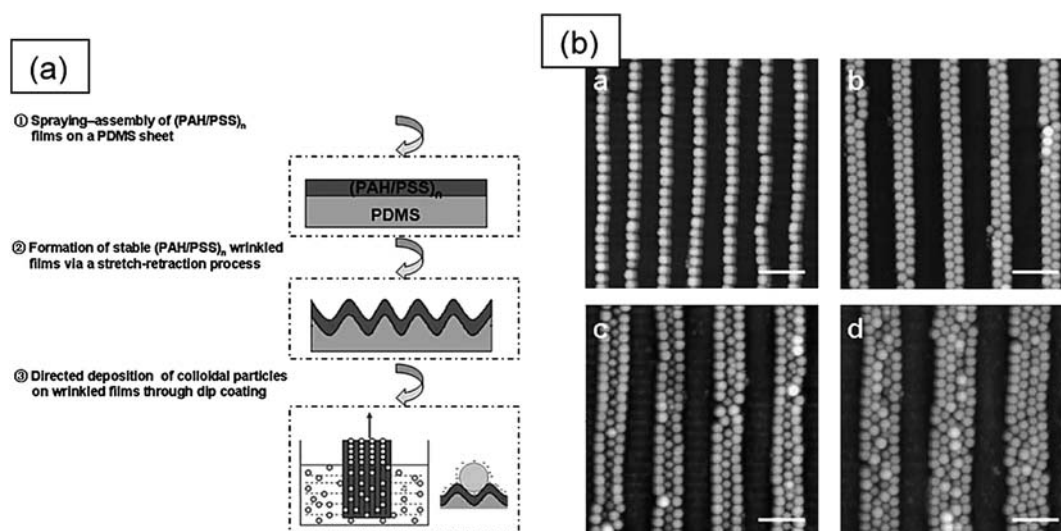 (a)
① Spraying–assembly of (PAH/PSS)n
films on a PDMS sheet
(PAH/PSS)n
PDMS
② Formation of stable (PAH/PSS)n wrinkled
films via a stretch-retraction process
③ Directed deposition of colloidal particles
on wrinkled films through dip coating
(b)
a
b
c
d